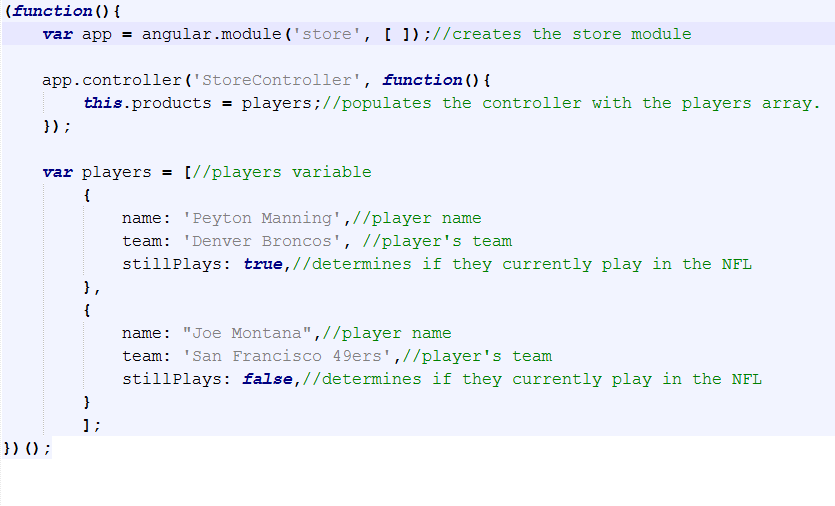 (function(){
    var app = angular.module('store', [ ]);//creates the store module
    app.controller('StoreController', function(){
        this.products = players;//populates the controller with the players array.
    });
    var players = [//players variable
        {
            name: 'Peyton Manning',//player name
            team: 'Denver Broncos', //player's team
            stillPlays: true,//determines if they currently play in the NFL
        },
        {
            name: "Joe Montana",//player name
            team: 'San Francisco 49ers',//player's team
            stillPlays: false,//determines if they currently play in the NFL
        }
        ];
})();